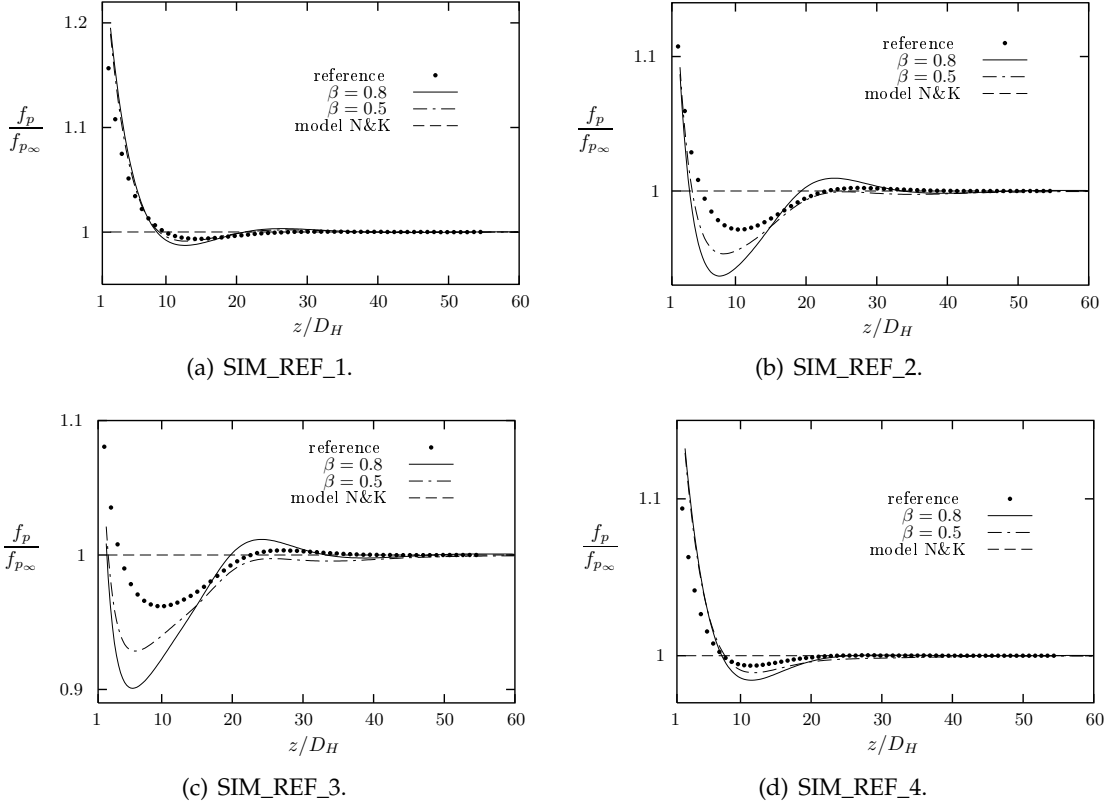 1.2
1.1
1
f_p
f_{p_∞}
reference
β = 0.8
β = 0.5
model N&K
1 10 20 30 40 50 60
z/D_H
(a) SIM_REF_1.
1.1
1
f_p
f_{p_∞}
reference
β = 0.8
β = 0.5
model N&K
1 10 20 30 40 50 60
z/D_H
(b) SIM_REF_2.
1.1
1
0.9
f_p
f_{p_∞}
reference
β = 0.8
β = 0.5
model N&K
1 10 20 30 40 50 60
z/D_H
(c) SIM_REF_3.
1.1
1
f_p
f_{p_∞}
reference
β = 0.8
β = 0.5
model N&K
1 10 20 30 40 50 60
z/D_H
(d) SIM_REF_4.